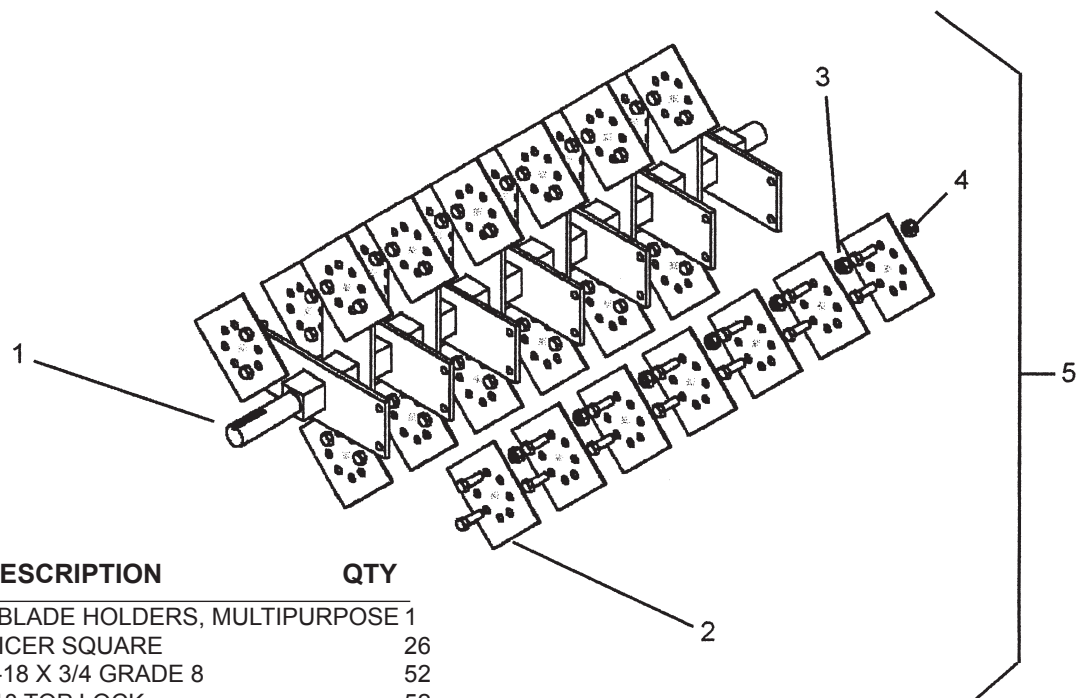 3
4
1
5
ESCRIPTION QTY
BLADE HOLDERS, MULTIPURPOSE 1
ICER SQUARE 26
-18 X 3/4 GRADE 8 52
2